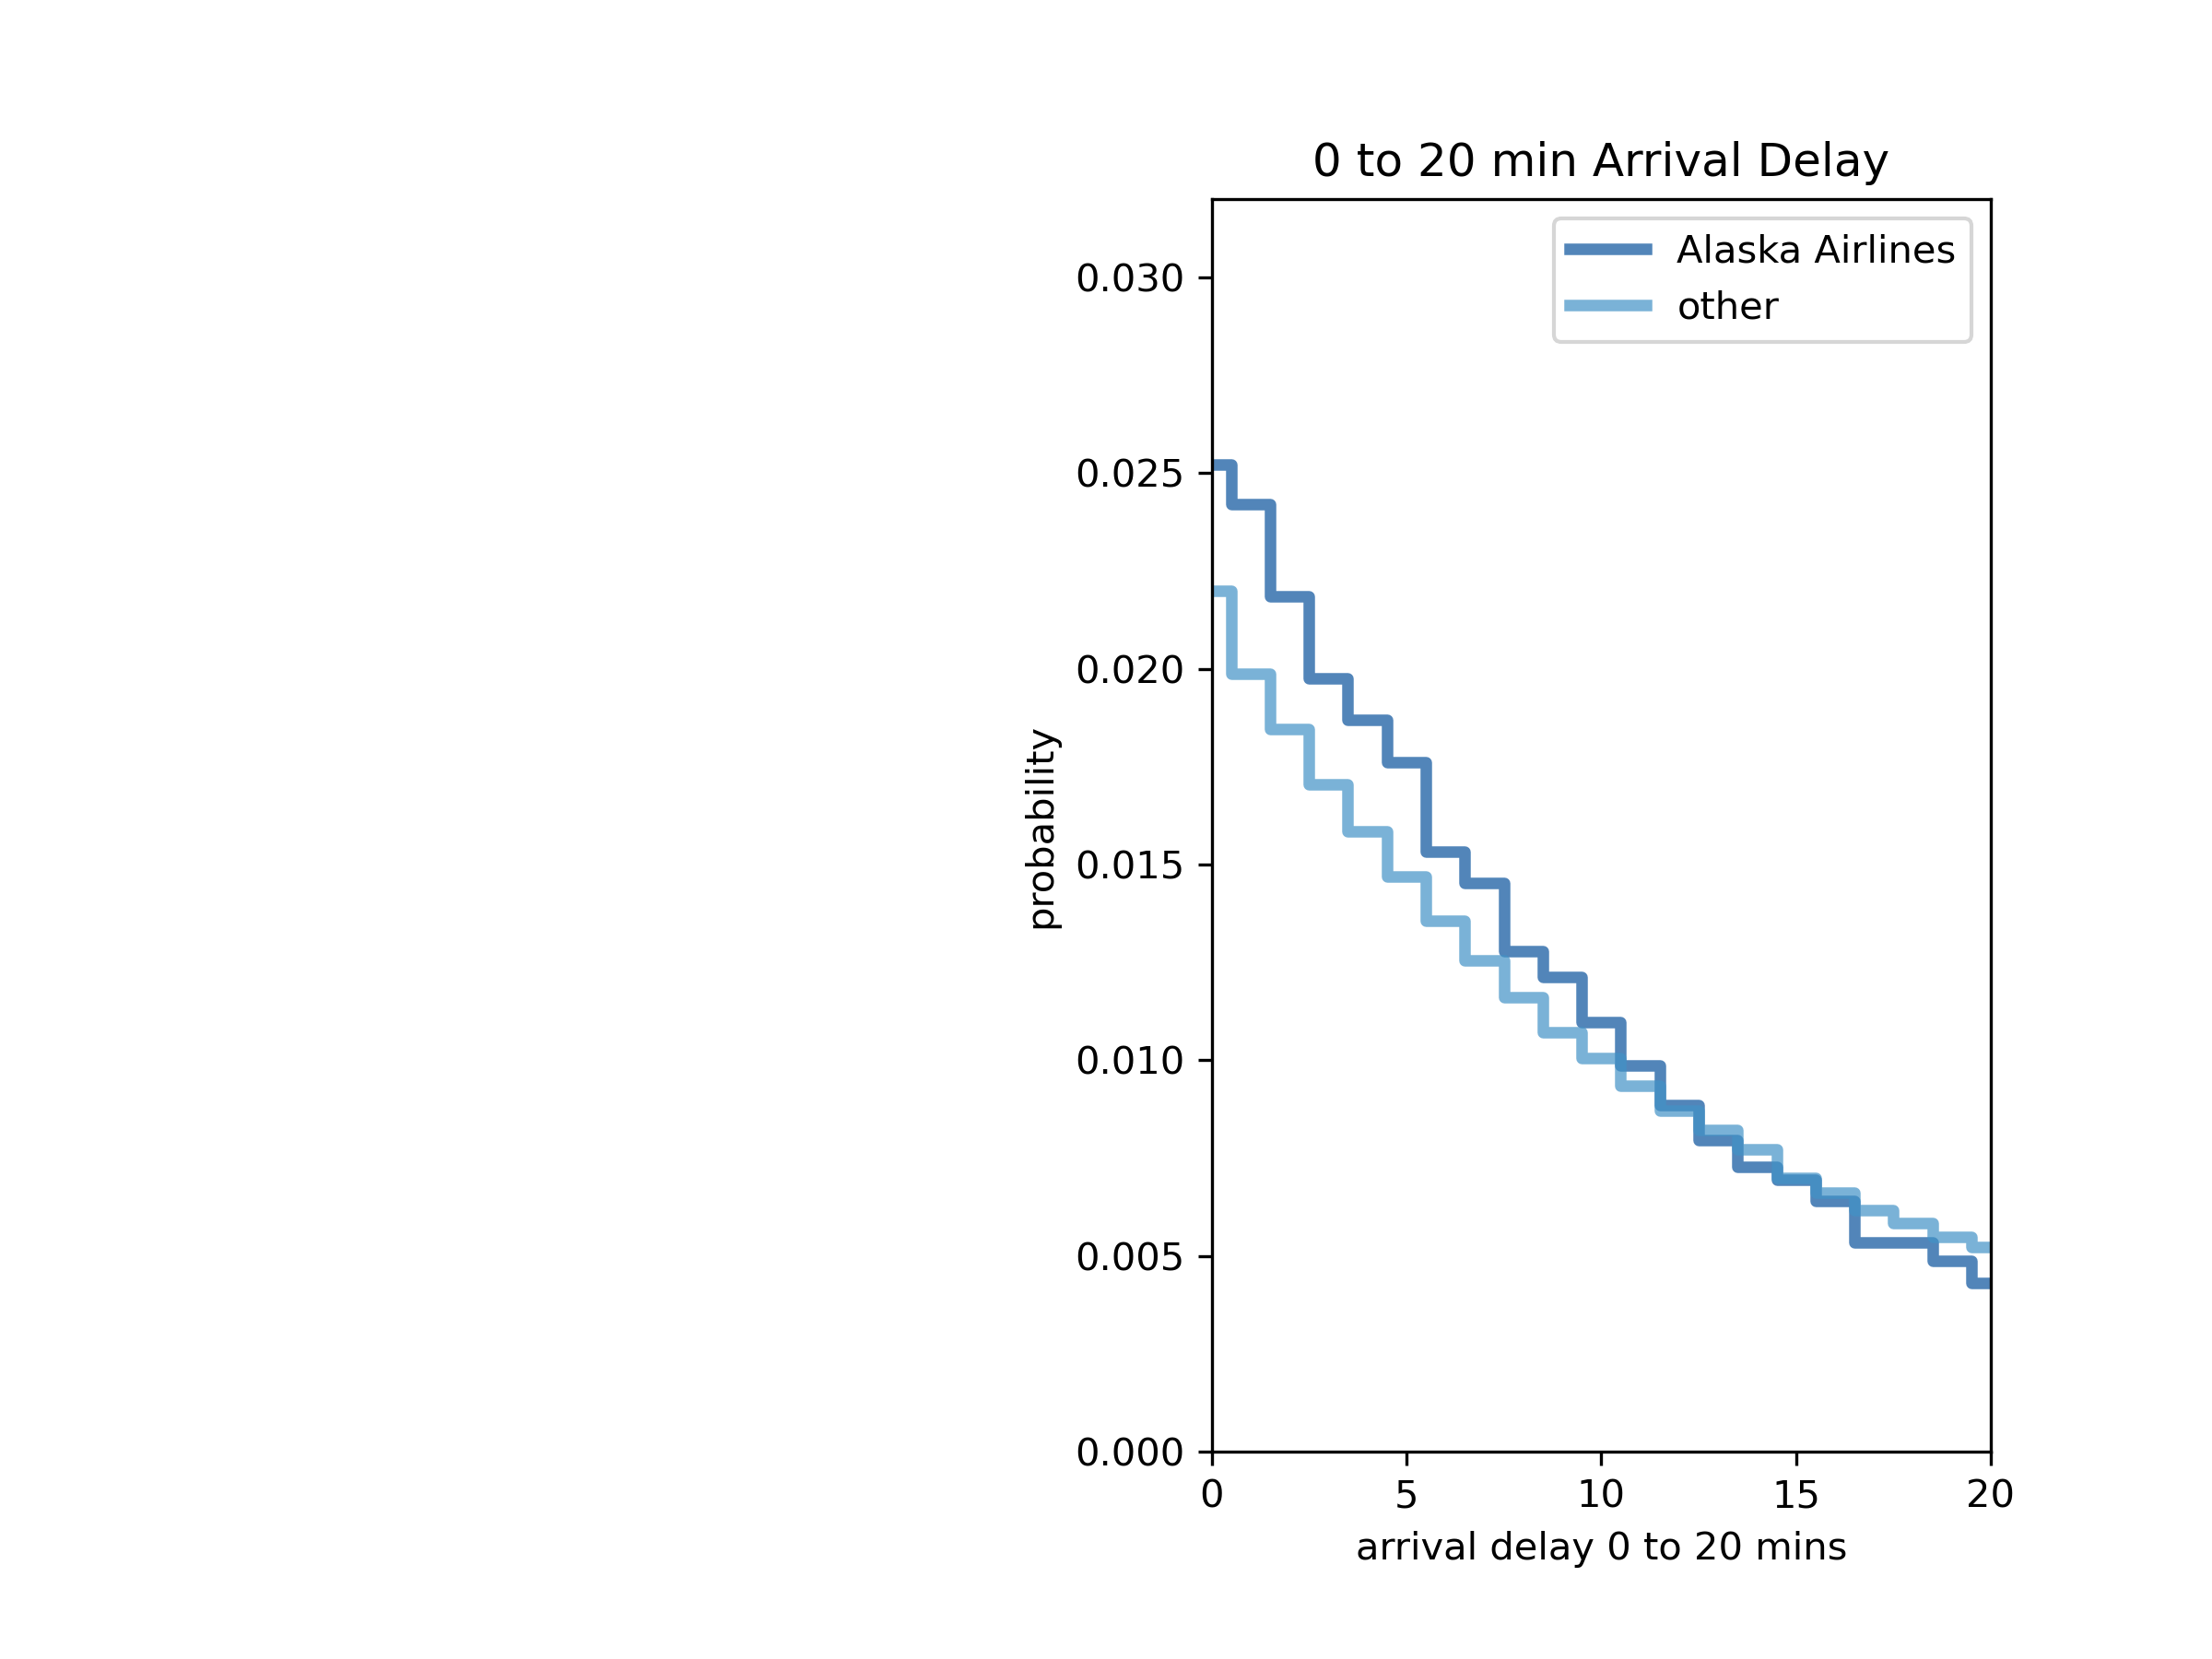 0 to 20 min Arrival Delay
Alaska Airlines
other
0.030
0.025
0.020
0.015
0.010
0.005
0.000
probability
0 5 10 15 20
arrival delay 0 to 20 mins